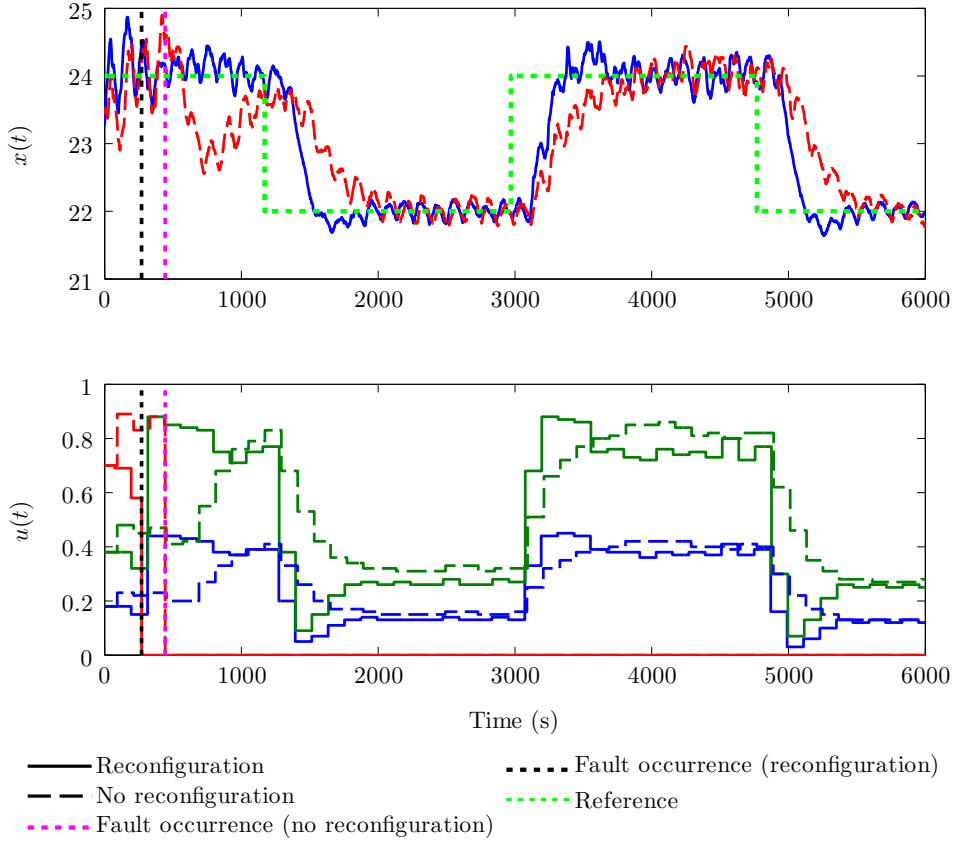 25
24
23
22
21
x(t)
0 1000 2000 3000 4000 5000 6000
1
0.8
0.6
0.4
0.2
0
u(t)
0 1000 2000 3000 4000 5000 6000
Time (s)
Reconfiguration
No reconfiguration
Fault occurrence (no reconfiguration)
Fault occurrence (reconfiguration)
Reference